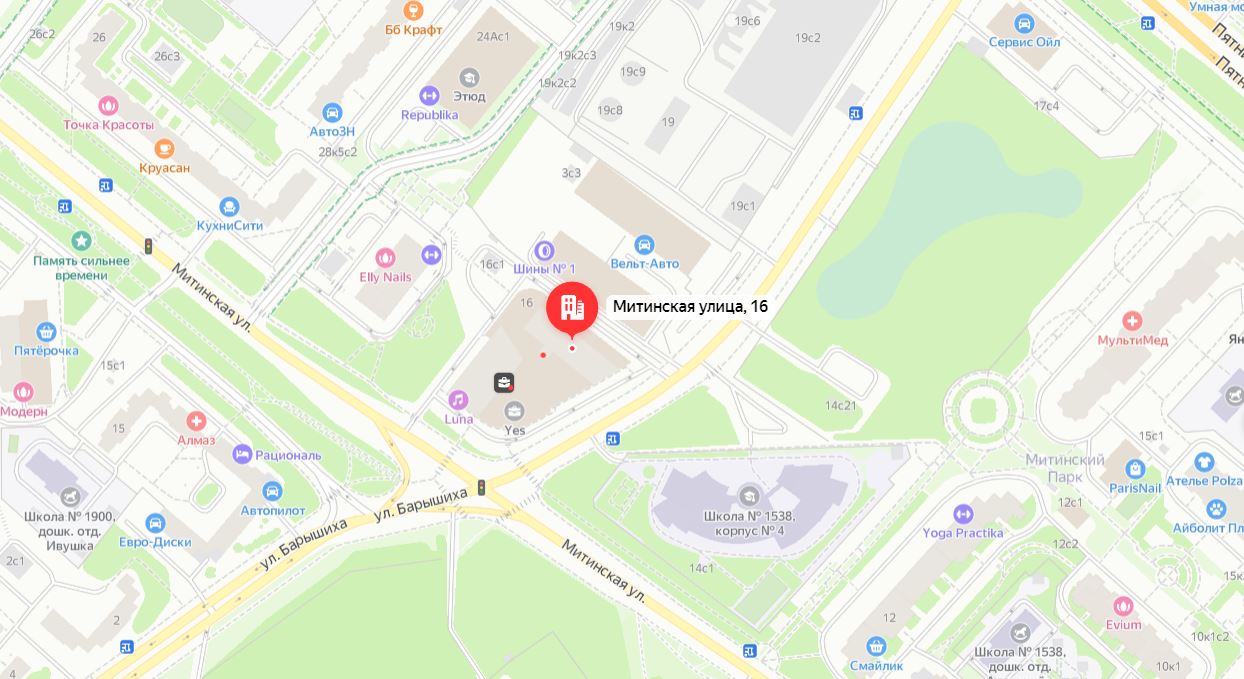 26с2
26
26с3
Бб Крафт
24Ас1
19к2
19с6
19с2
Умная мо
Сервис Ойл
Пятн
Пятн
19к2с3
19к2с2
19с9
19с8
19
17с4
Этюд
Republika
Точка Красоты
АвтоЗН
28к5с2
Круасан
3с3
19с1
КухниСити
Память сильнее
времени
Elly Nails
16с1
Шины № 1
Вельт-Авто
Митинская ул.
16
Митинская улица, 16
МультиМед
Ян
Пятёрочка
15с1
Модерн
15
Алмаз
Luna
Yes
14с21
15с1
Рациональ
Митинский
Парк
ParisNail
Ателье Polza
Автопилот
ул. Барышиха
ул. Барышиха
Школа № 1900,
дошк. отд.
Ивушка
Евро-Диски
Школа № 1538,
корпус № 4
Yoga Practika
12с1
12с2
Айболит Пл
2с1
Митинская ул.
14с1
15к
2
12
Evium
10к1с2
4
Смайлик
Школа № 1538,
дошк. отд.
10к1